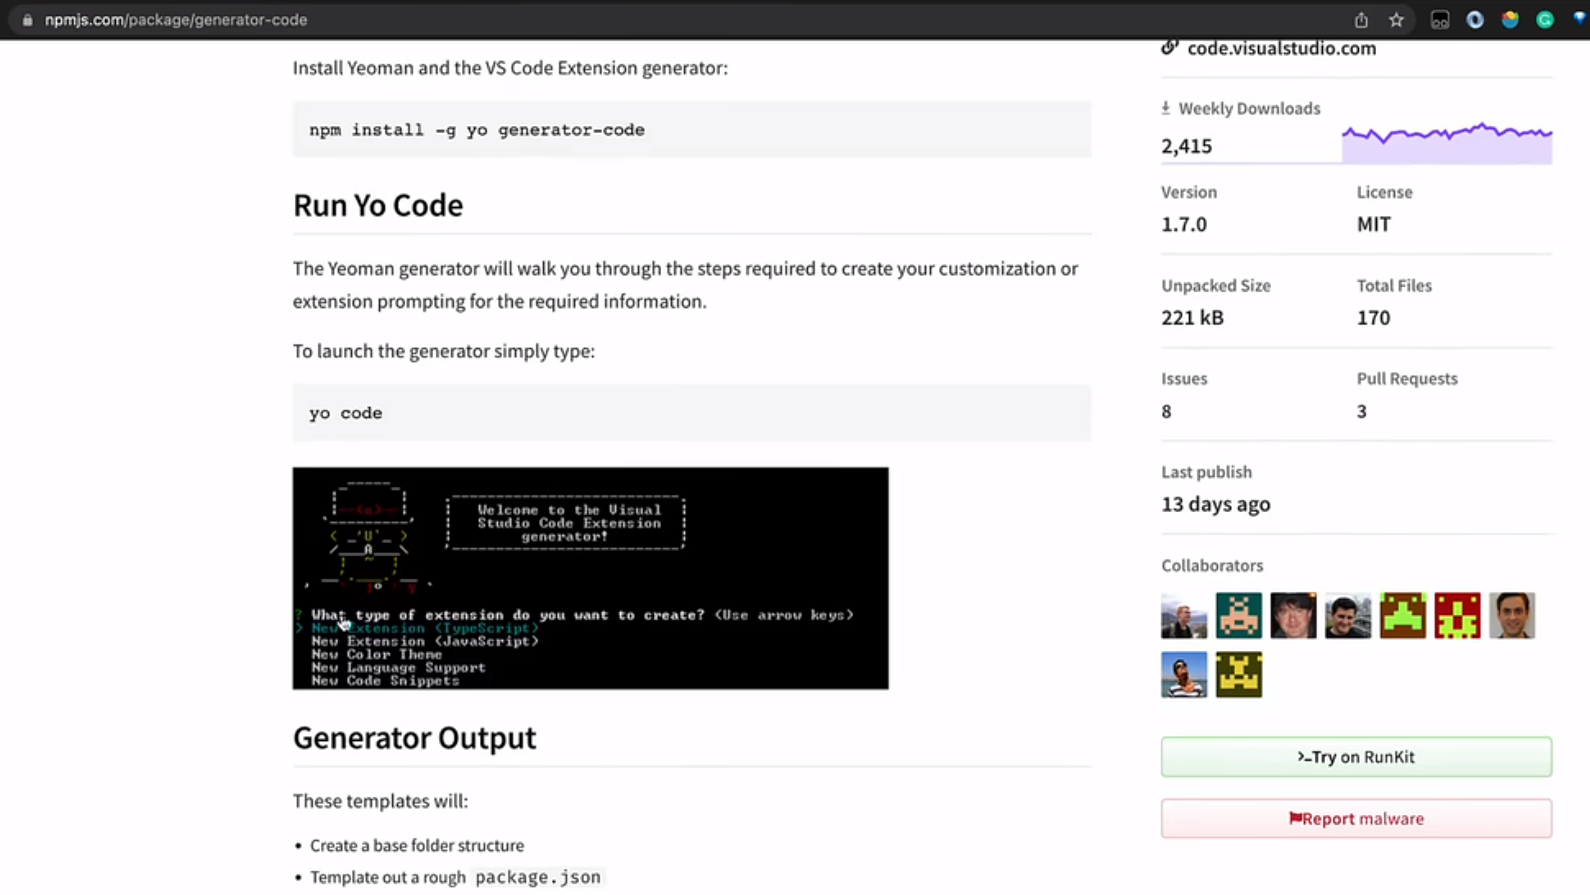 npmjs.com/package/generator-code
Install Yeoman and the VS Code Extension generator:
npm install -g yo generator-code
Run Yo Code
The Yeoman generator will walk you through the steps required to create your customization or
extension prompting for the required information.
To launch the generator simply type:
yo code
Welcome to the Visual
Studio Code Extension
generator!
? What type of extension do you want to create? (Use arrow keys)
> New Extension (TypeScript)
New Extension (JavaScript)
New Color Theme
New Language Support
New Code Snippets
Generator Output
These templates will:
• Create a base folder structure
• Template out a rough package.json
code.visualstudio.com
Weekly Downloads
2,415
Version
License
1.7.0
MIT
Unpacked Size
Total Files
221 kB
170
Issues
Pull Requests
8
3
Last publish
13 days ago
Collaborators
Try on RunKit
Report malware